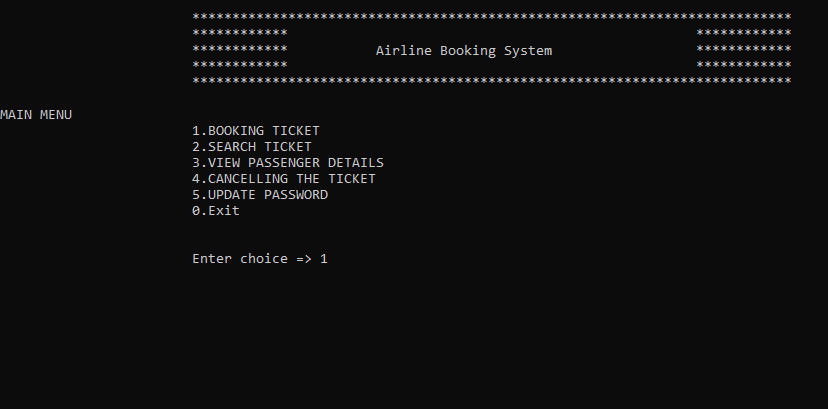 ***************************************************************************
************ ************
************ Airline Booking System ************
************ ************
***************************************************************************
MAIN MENU
1.BOOKING TICKET
2.SEARCH TICKET
3.VIEW PASSENGER DETAILS
4.CANCELLING THE TICKET
5.UPDATE PASSWORD
0.Exit
Enter choice => 1